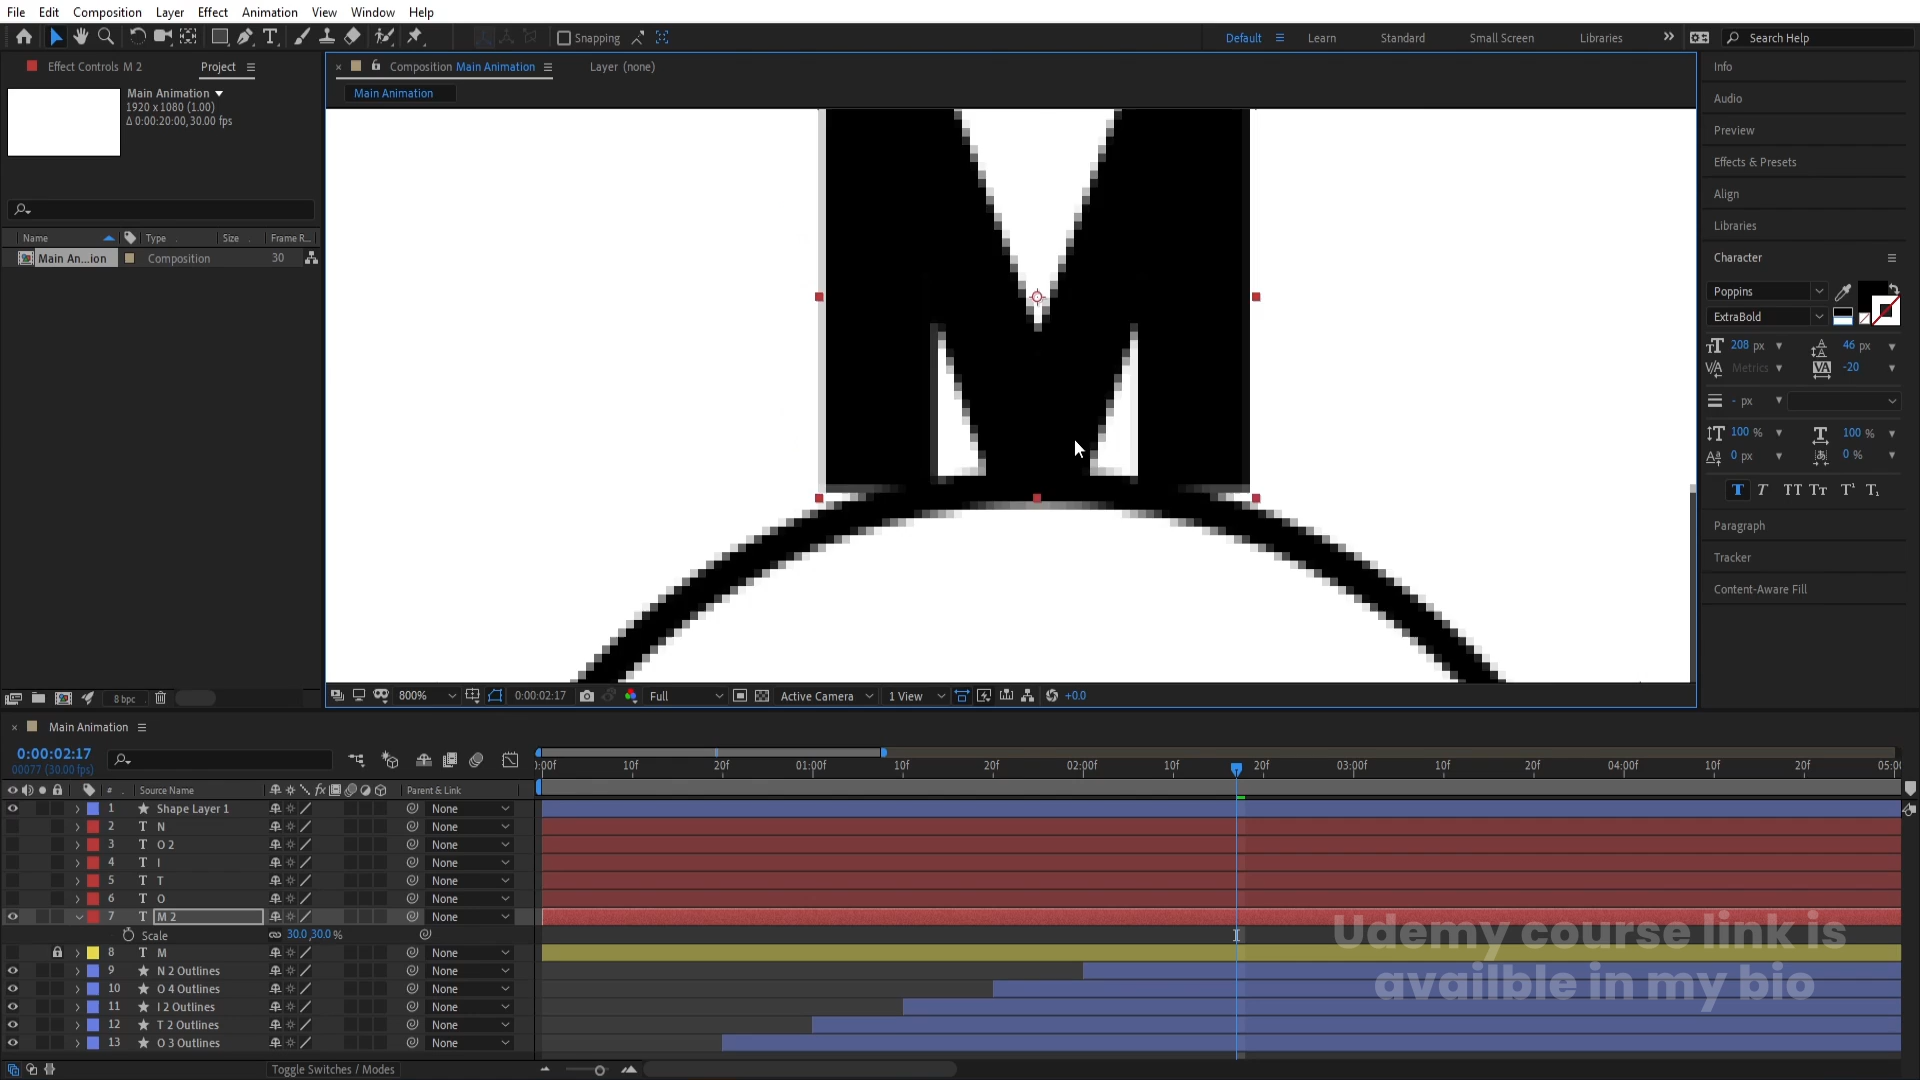 File Edit Composition Layer Effect Animation View Window Help
Snapping
Default Learn Standard Small Screen Libraries Search Help
Effect Controls M 2 Project
Composition Main Animation Layer (none)
Main Animation
Main Animation
1920 x 1080 (1.00)
Δ 0:00:20:00, 30.00 fps
Name Type Size Frame R...
Main An...ion Composition 30
M
8 bpc
800% 0:00:02:17 Full Active Camera 1 View +0.0
Info
Audio
Preview
Effects & Presets
Align
Libraries
Character
Poppins
ExtraBold
208 px 46 px
Metrics -20
- px
100 % 100 %
0 px 0 %
T T TT Tt T¹ T₁
Paragraph
Tracker
Content-Aware Fill
Main Animation
0:00:02:17
00077 (30.00 fps)
:00f 10f 20f 01:00f 10f 20f 02:00f 10f 20f 03:00f 10f 20f 04:00f 10f 20f 05:00
# Source Name Parent & Link
1 Shape Layer 1 None
2 T N None
3 T O 2 None
4 T I None
5 T T None
6 T O None
7 T M 2 None
Scale 30.0,30.0%
8 T M None
9 N 2 Outlines None
10 O 4 Outlines None
11 I 2 Outlines None
12 T 2 Outlines None
13 O 3 Outlines None
Udemy course link is
availble in my bio
Toggle Switches / Modes